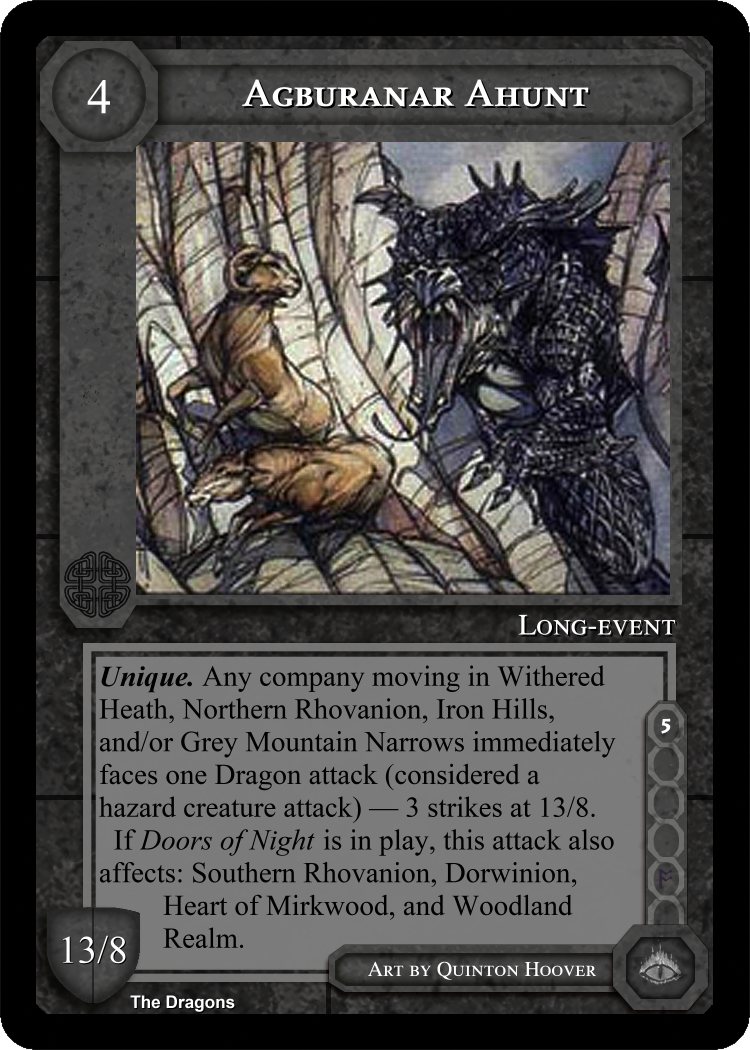 4
AGBURANAR AHUNT
LONG-EVENT
Unique. Any company moving in Withered
Heath, Northern Rhovanion, Iron Hills,
and/or Grey Mountain Narrows immediately
faces one Dragon attack (considered a
hazard creature attack) — 3 strikes at 13/8.
If Doors of Night is in play, this attack also
affects: Southern Rhovanion, Dorwinion,
Heart of Mirkwood, and Woodland
Realm.
5
13/8
ART BY QUINTON HOOVER
The Dragons